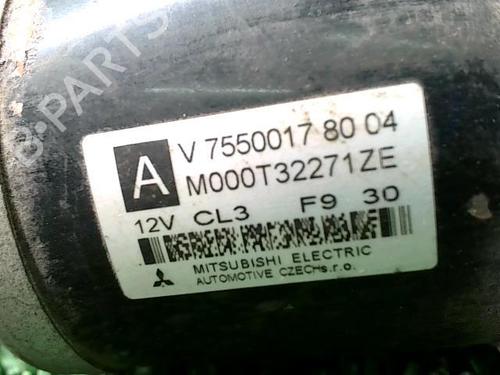 B-PARTS
A
V 7550017 80 04
M000T32271ZE
12V CL3 F9 30
MITSUBISHI ELECTRIC
AUTOMOTIVE CZECH s.r.o.